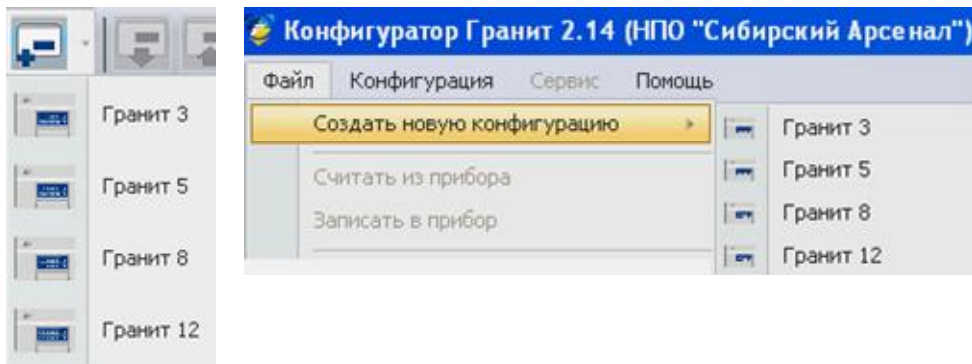 Гранит 3
Гранит 5
Гранит 8
Гранит 12
Конфигуратор Гранит 2.14 (НПО "Сибирский Арсенал")
Файл Конфигурация Сервис Помощь
Создать новую конфигурацию
Считать из прибора
Записать в прибор
Гранит 3
Гранит 5
Гранит 8
Гранит 12